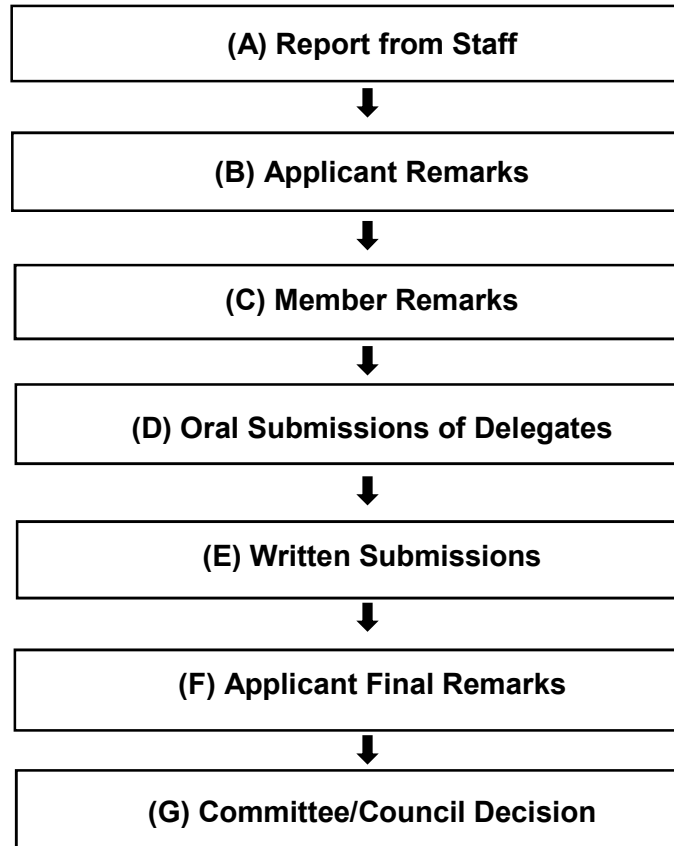 (A) Report from Staff
(B) Applicant Remarks
(C) Member Remarks
(D) Oral Submissions of Delegates
(E) Written Submissions
(F) Applicant Final Remarks
(G) Committee/Council Decision